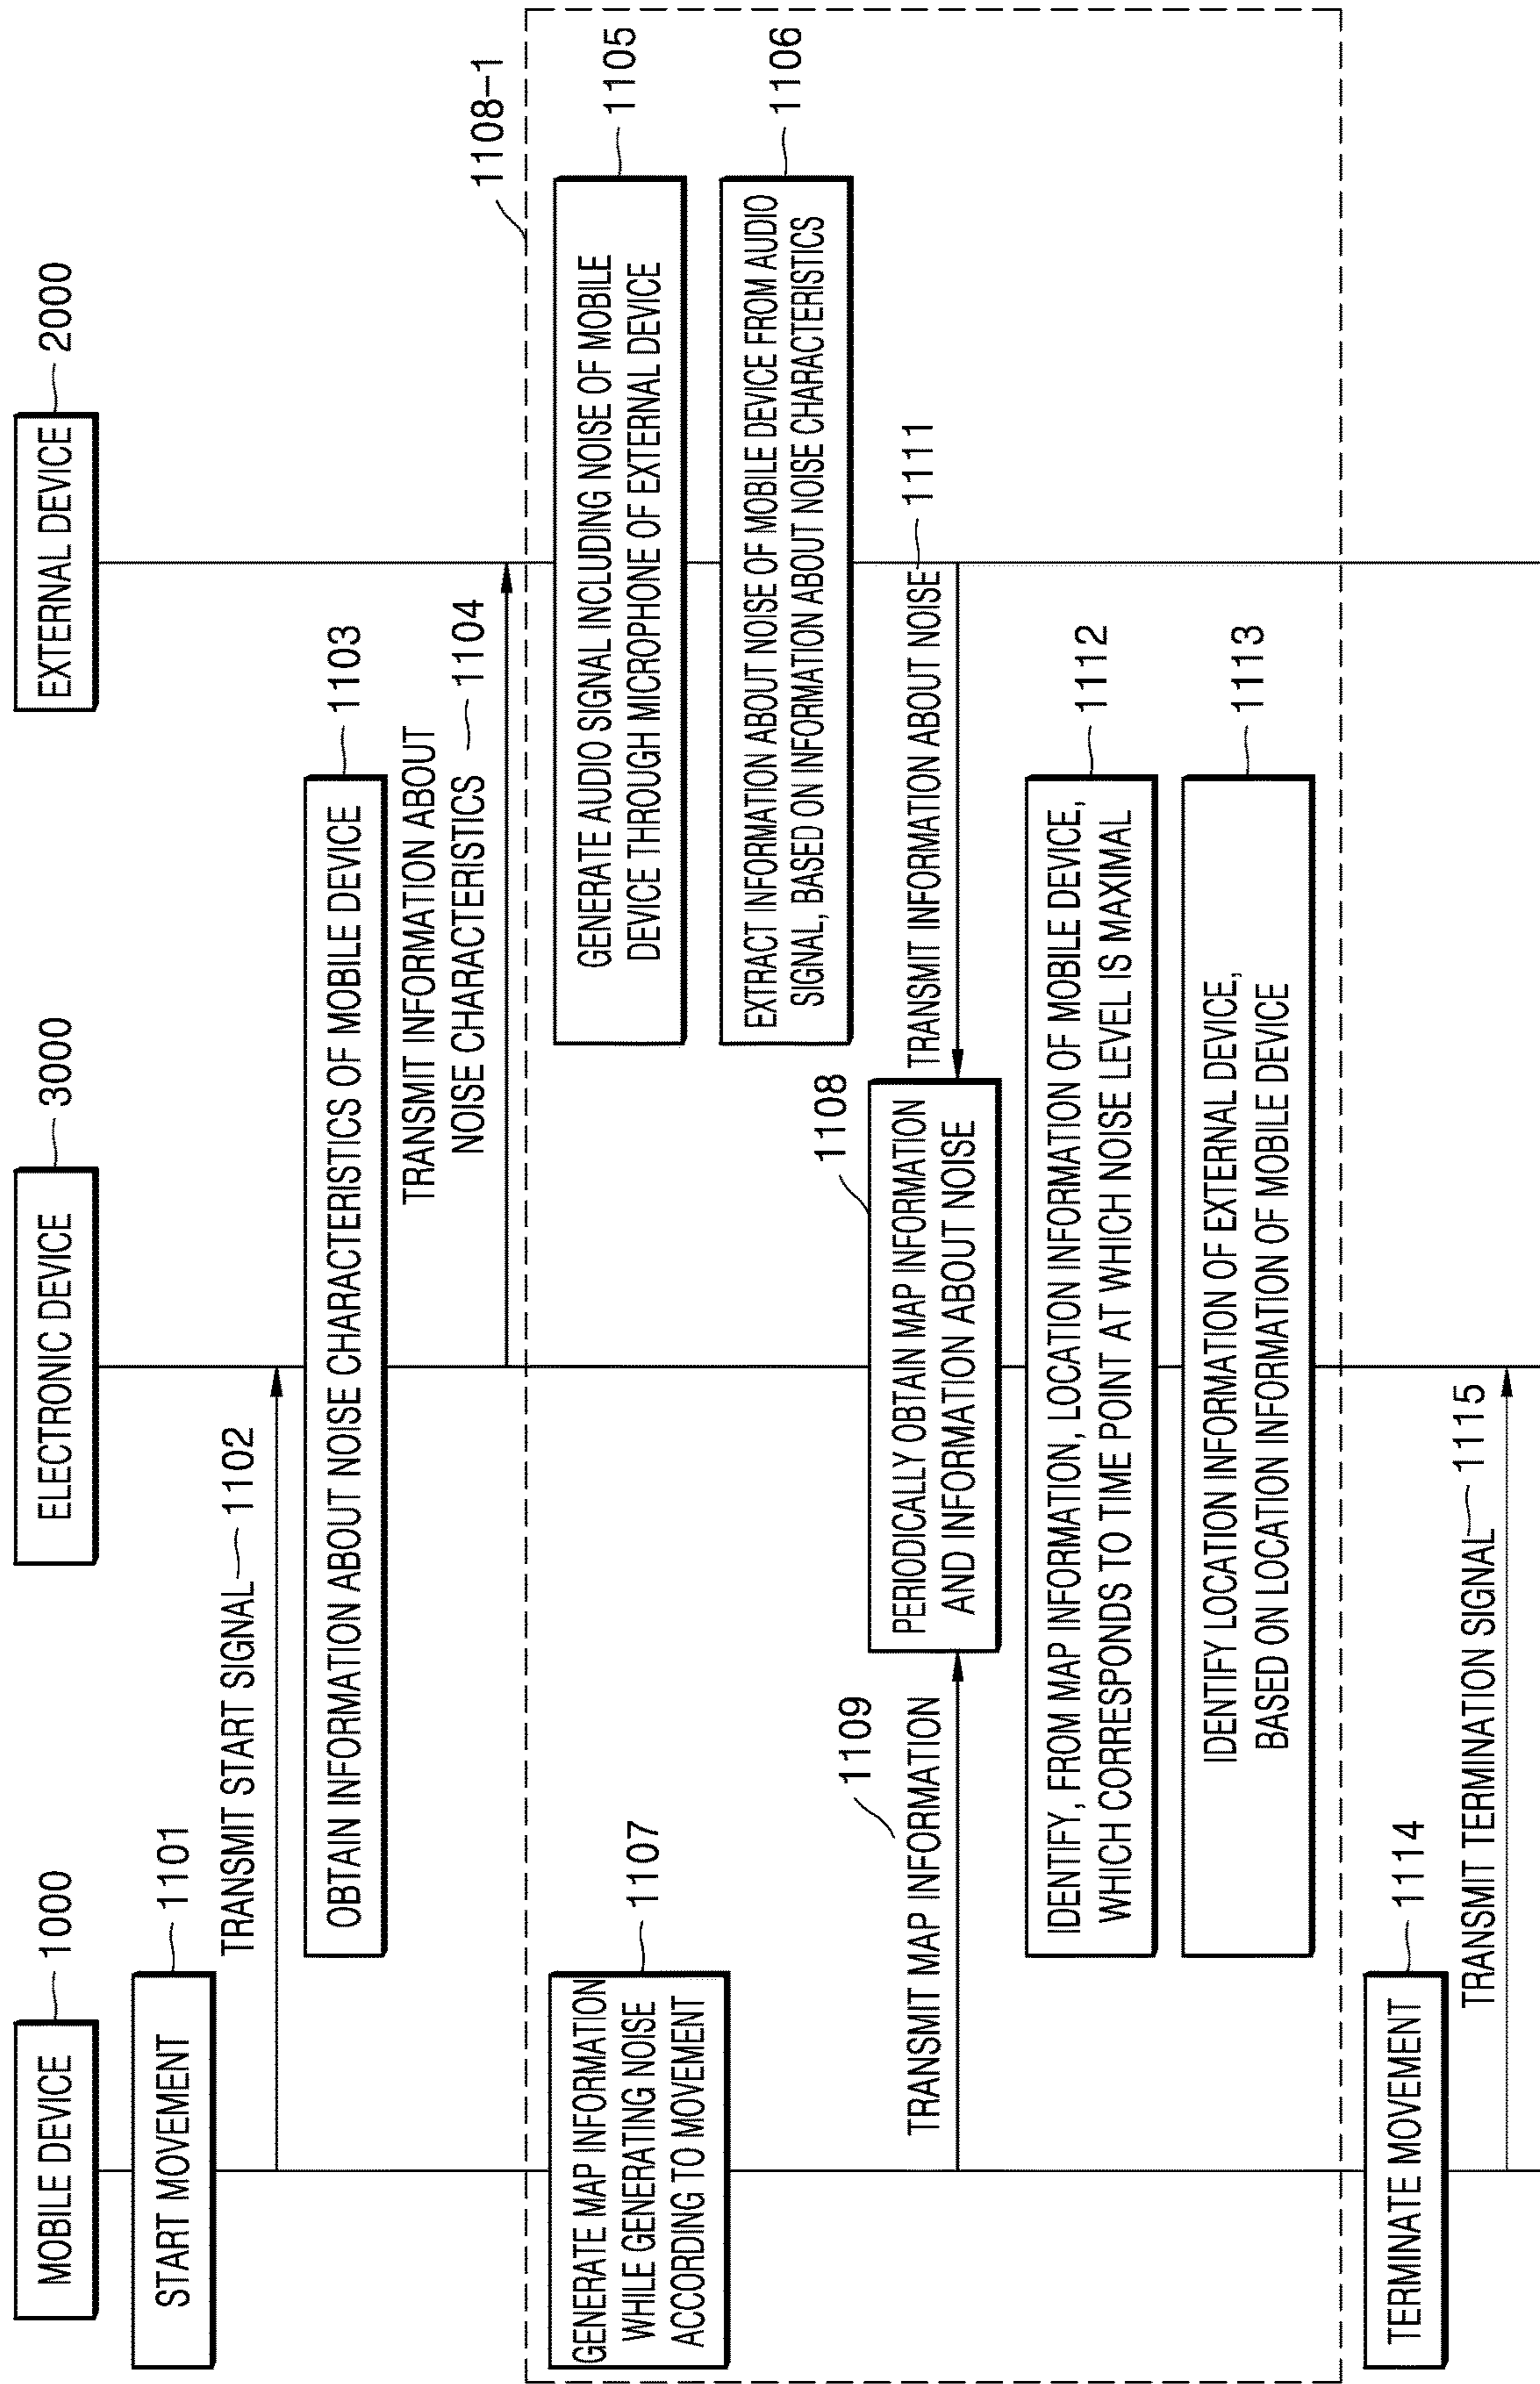 MOBILE DEVICE
1000
ELECTRONIC DEVICE
3000
EXTERNAL DEVICE
2000
START MOVEMENT
1101
TRANSMIT START SIGNAL
1102
OBTAIN INFORMATION ABOUT NOISE CHARACTERISTICS OF MOBILE DEVICE
1103
TRANSMIT INFORMATION ABOUT
NOISE CHARACTERISTICS
1104
1108-1
GENERATE MAP INFORMATION
WHILE GENERATING NOISE
ACCORDING TO MOVEMENT
1107
GENERATE AUDIO SIGNAL INCLUDING NOISE OF MOBILE
DEVICE THROUGH MICROPHONE OF EXTERNAL DEVICE
1105
EXTRACT INFORMATION ABOUT NOISE OF MOBILE DEVICE FROM AUDIO
SIGNAL, BASED ON INFORMATION ABOUT NOISE CHARACTERISTICS
1106
TRANSMIT MAP INFORMATION
1109
PERIODICALLY OBTAIN MAP INFORMATION
AND INFORMATION ABOUT NOISE
1108
TRANSMIT INFORMATION ABOUT NOISE
1111
IDENTIFY, FROM MAP INFORMATION, LOCATION INFORMATION OF MOBILE DEVICE,
WHICH CORRESPONDS TO TIME POINT AT WHICH NOISE LEVEL IS MAXIMAL
1112
IDENTIFY LOCATION INFORMATION OF EXTERNAL DEVICE,
BASED ON LOCATION INFORMATION OF MOBILE DEVICE
1113
TERMINATE MOVEMENT
1114
TRANSMIT TERMINATION SIGNAL
1115